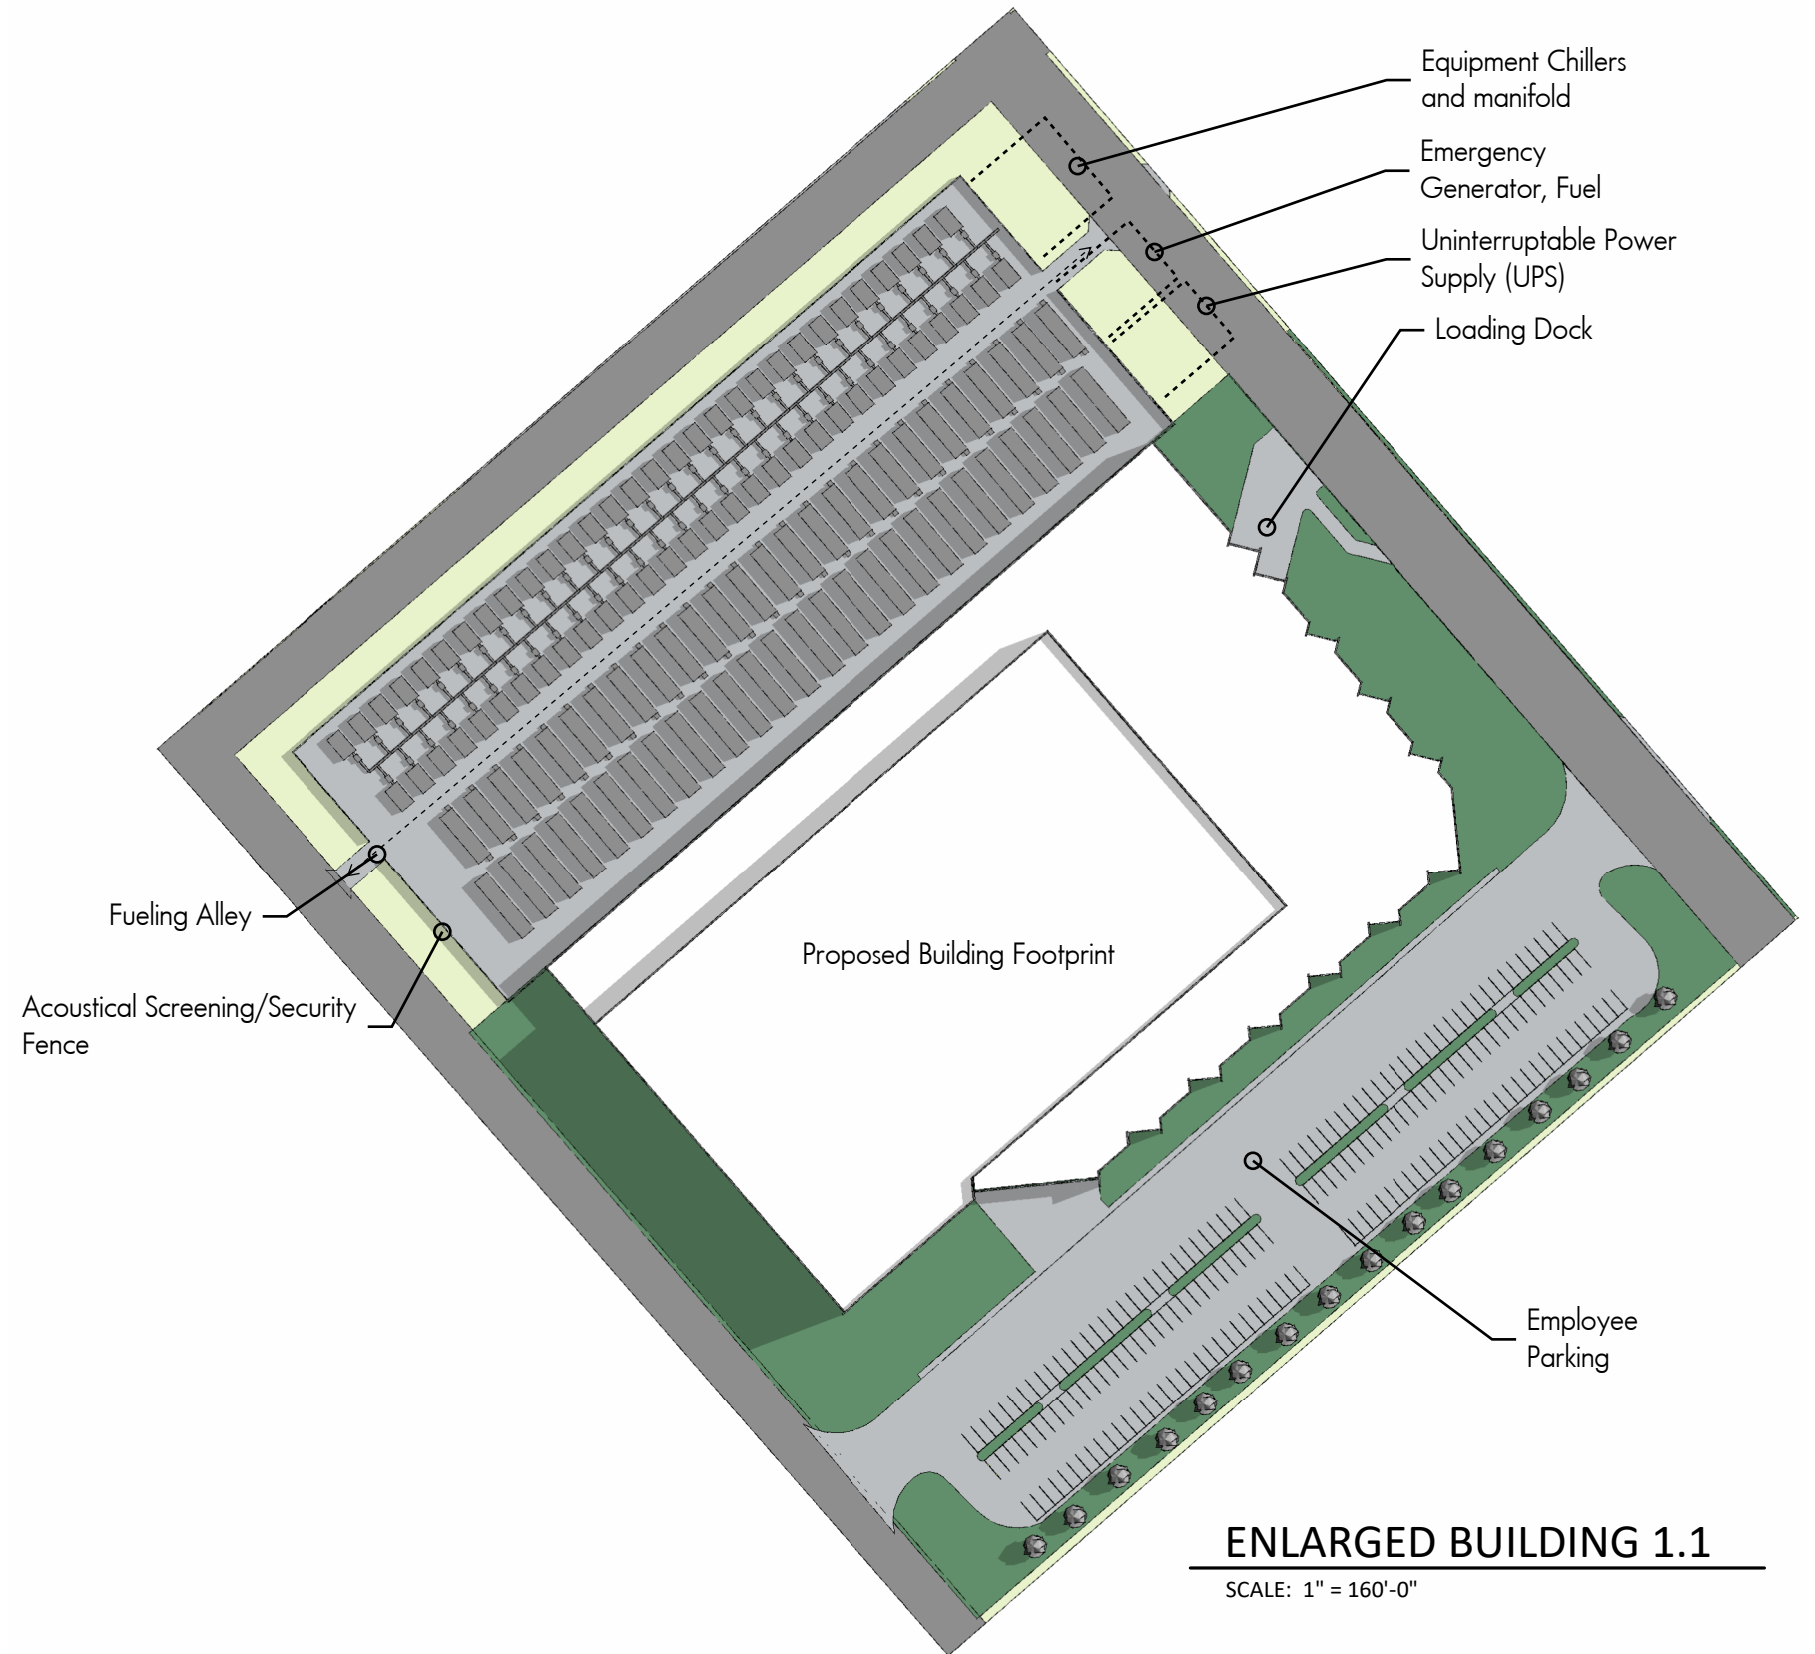 Equipment Chillers
and manifold
Emergency
Generator, Fuel
Uninterruptable Power
Supply (UPS)
Loading Dock
Fueling Alley
Proposed Building Footprint
Acoustical Screening/Security
Fence
Employee
Parking
ENLARGED BUILDING 1.1
SCALE: 1" = 160'-0"